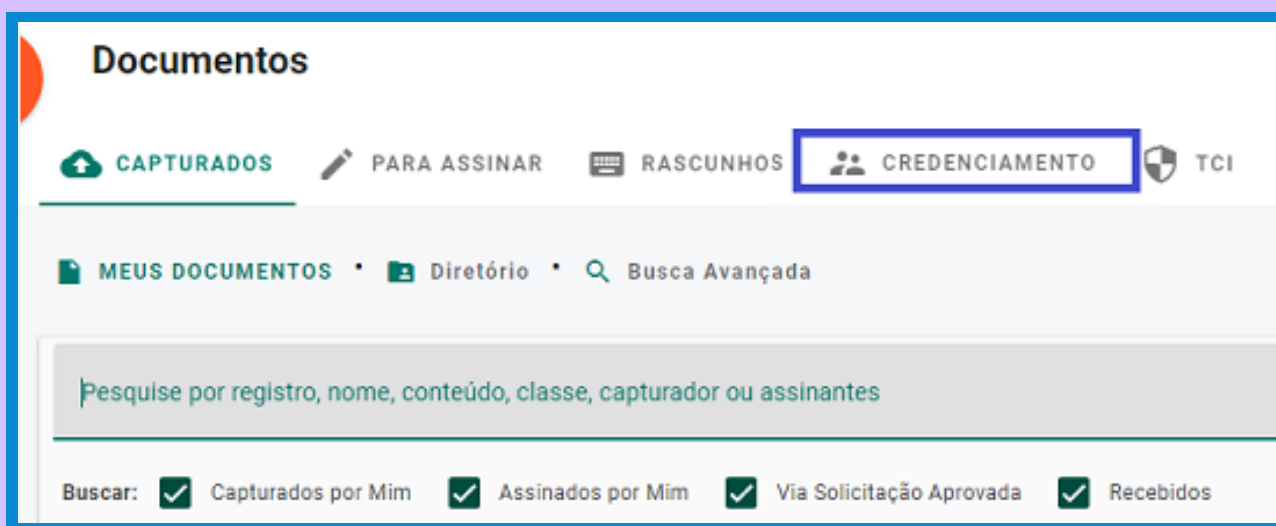 Documentos
CAPTURADOS PARA ASSINAR RASCUNHOS CREDENCIAMENTO TCI
MEUS DOCUMENTOS • Diretório • Busca Avançada
Pesquise por registro, nome, conteúdo, classe, capturador ou assinantes
Buscar: Capturados por Mim Assinados por Mim Via Solicitação Aprovada Recebidos